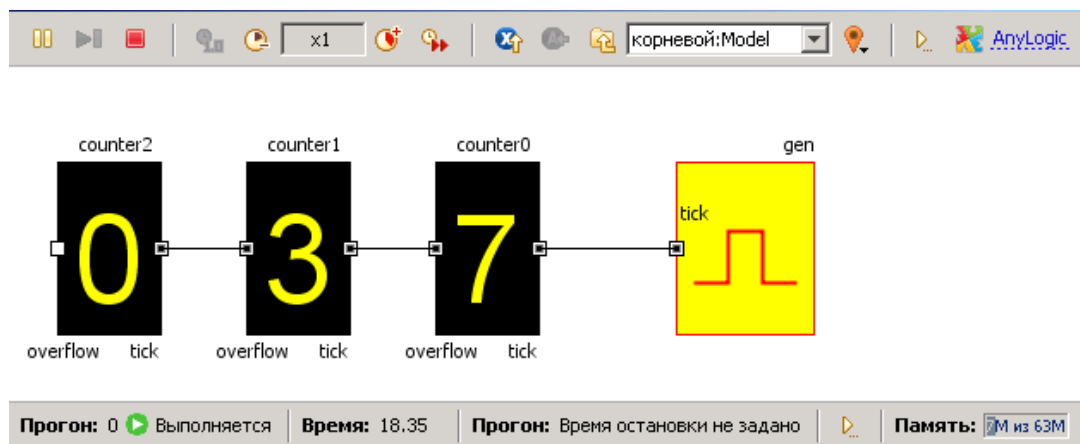 x1 корневой:Model AnyLogic
counter2 counter1 counter0 gen
0 3 7
tick
overflow tick overflow tick overflow tick
Прогон: 0 Выполняется Время: 18.35 Прогон: Время остановки не задано Память: М из 63М